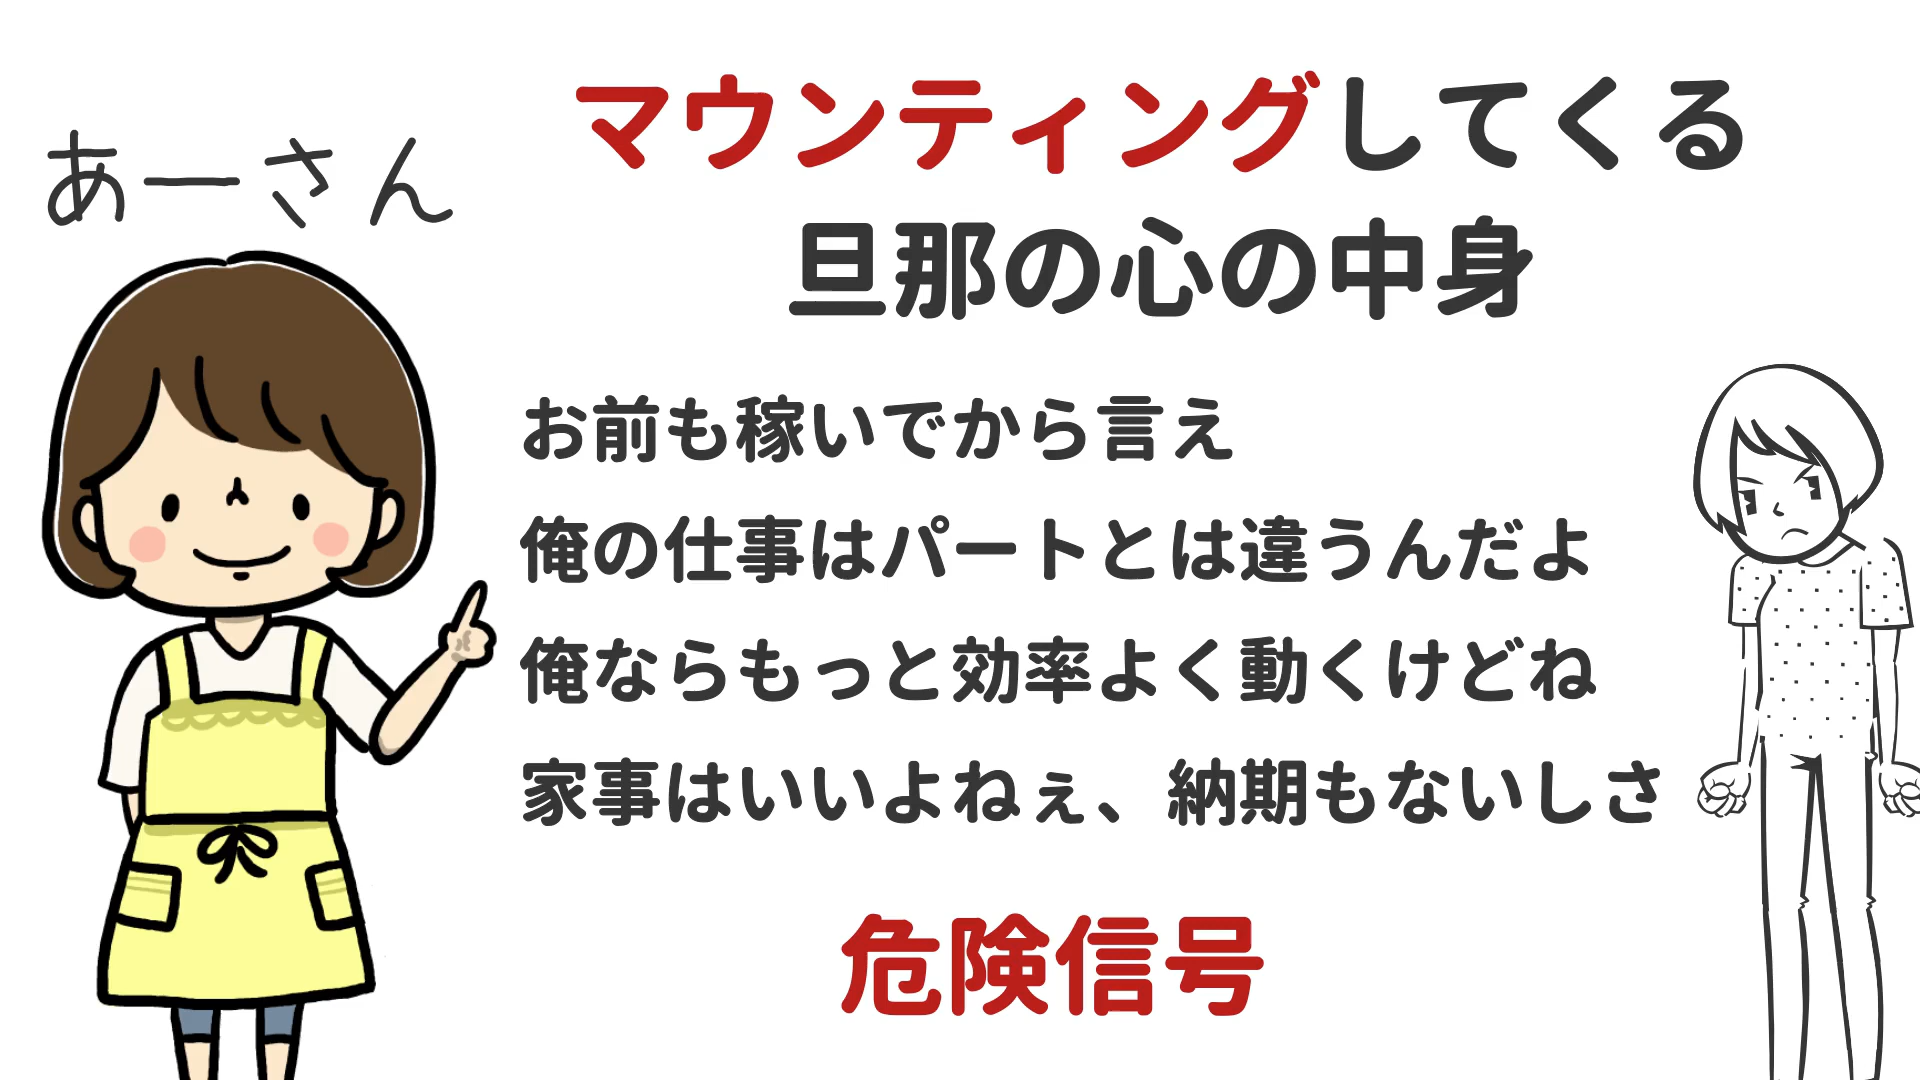 マウンティングしてくる
旦那の心の中身
あーさん
お前も稼いでから言え
俺の仕事はパートとは違うんだよ
俺ならもっと効率よく動くけどね
家事はいいよねぇ、納期もないしさ
危険信号